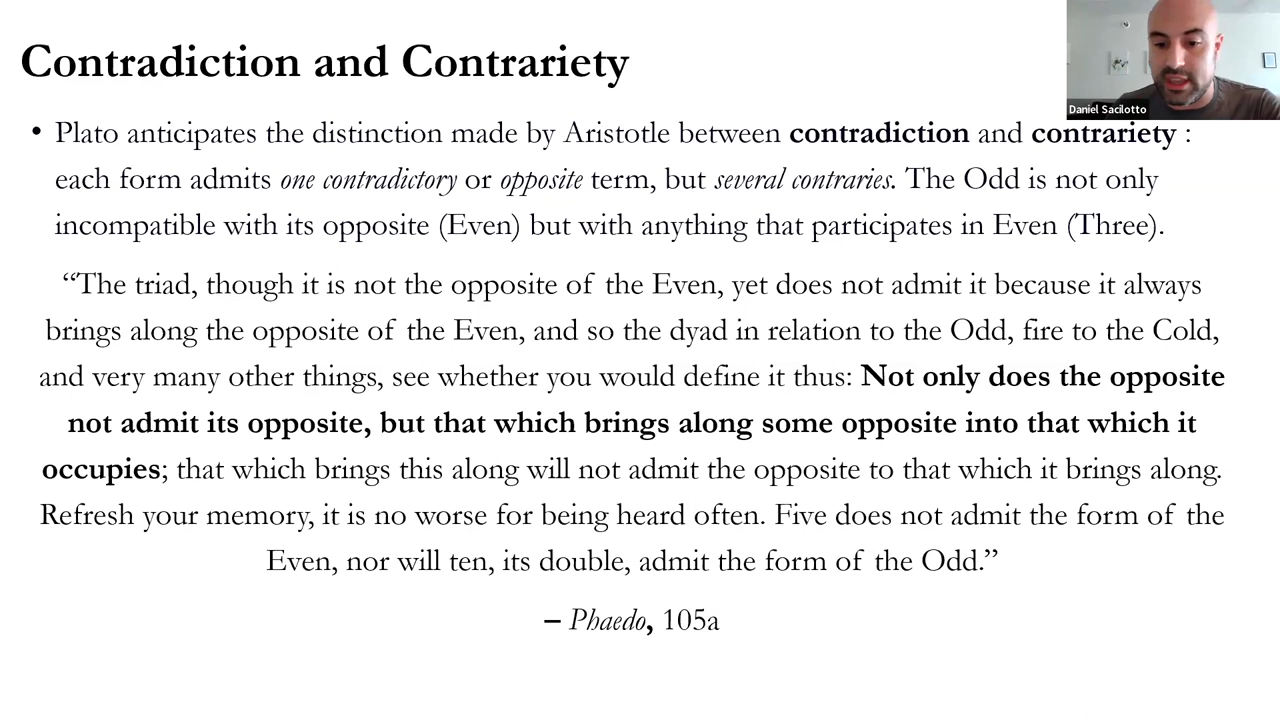 Contradiction and Contrariety
Daniel Sacilotto
• Plato anticipates the distinction made by Aristotle between contradiction and contrariety :
each form admits one contradictory or opposite term, but several contraries. The Odd is not only
incompatible with its opposite (Even) but with anything that participates in Even (Three).
“The triad, though it is not the opposite of the Even, yet does not admit it because it always
brings along the opposite of the Even, and so the dyad in relation to the Odd, fire to the Cold,
and very many other things, see whether you would define it thus: Not only does the opposite
not admit its opposite, but that which brings along some opposite into that which it
occupies; that which brings this along will not admit the opposite to that which it brings along.
Refresh your memory, it is no worse for being heard often. Five does not admit the form of the
Even, nor will ten, its double, admit the form of the Odd.”
– Phaedo, 105a